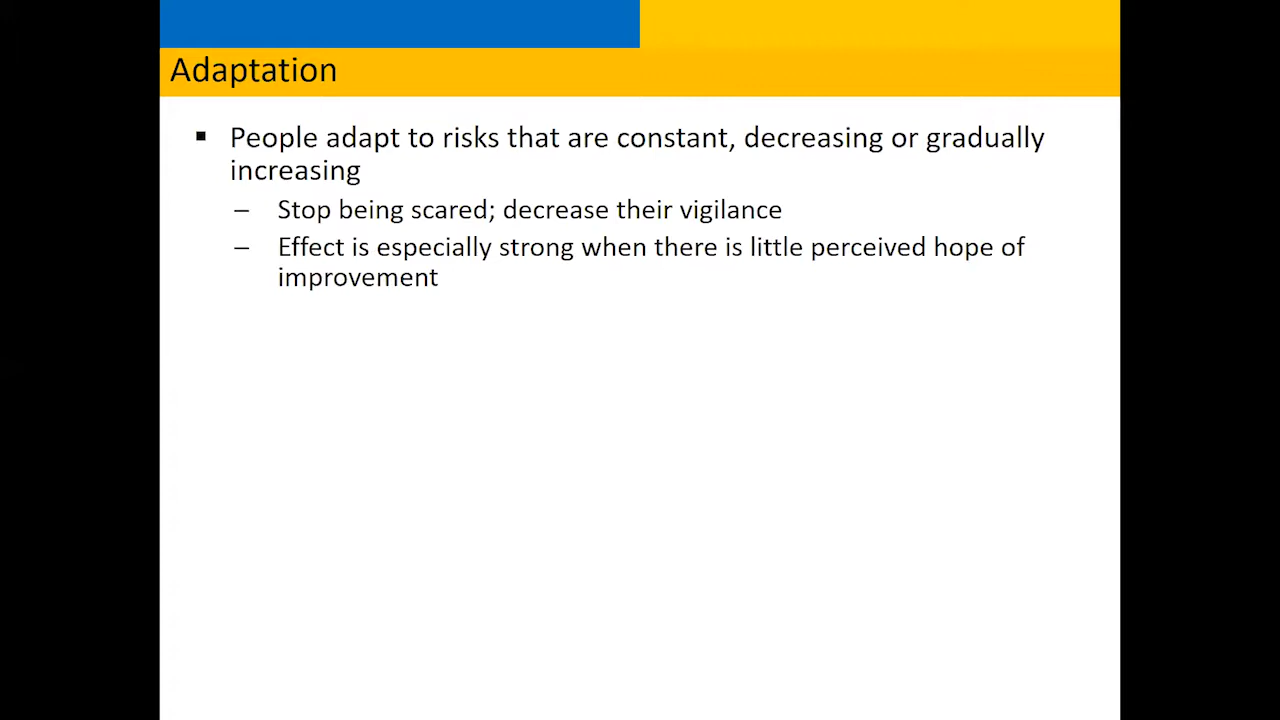 Adaptation
▪ People adapt to risks that are constant, decreasing or gradually
increasing
– Stop being scared; decrease their vigilance
– Effect is especially strong when there is little perceived hope of
improvement